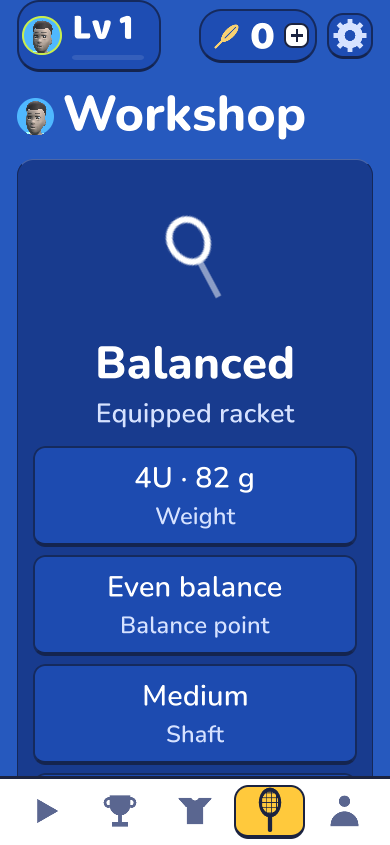 Lv 1
0
Workshop
Balanced
Equipped racket
4U · 82 g
Weight
Even balance
Balance point
Medium
Shaft